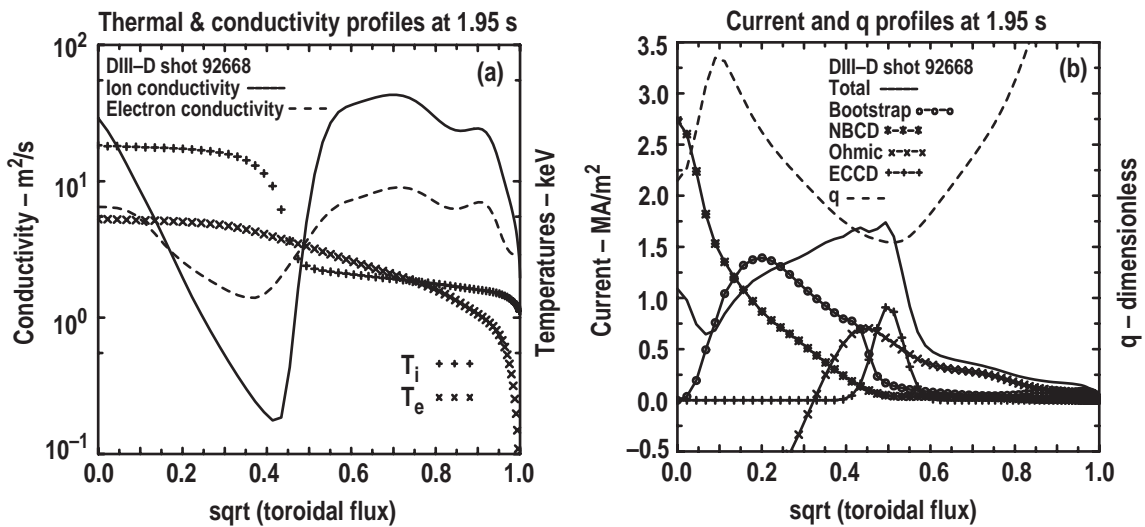 Thermal & conductivity profiles at 1.95 s
10²
10¹
10⁰
10⁻¹
Conductivity – m²/s
DIII–D shot 92668
Ion conductivity
Electron conductivity
(a)
T_i
T_e
Temperatures – keV
0.0 0.2 0.4 0.6 0.8 1.0
sqrt (toroidal flux)
Current and q profiles at 1.95 s
3.5
3.0
2.5
2.0
1.5
1.0
0.5
0.0
–0.5
Current – MA/m²
DIII–D shot 92668
Total
Bootstrap
NBCD
Ohmic
ECCD
q
(b)
q – dimensionless
0.0 0.2 0.4 0.6 0.8 1.0
sqrt (toroidal flux)